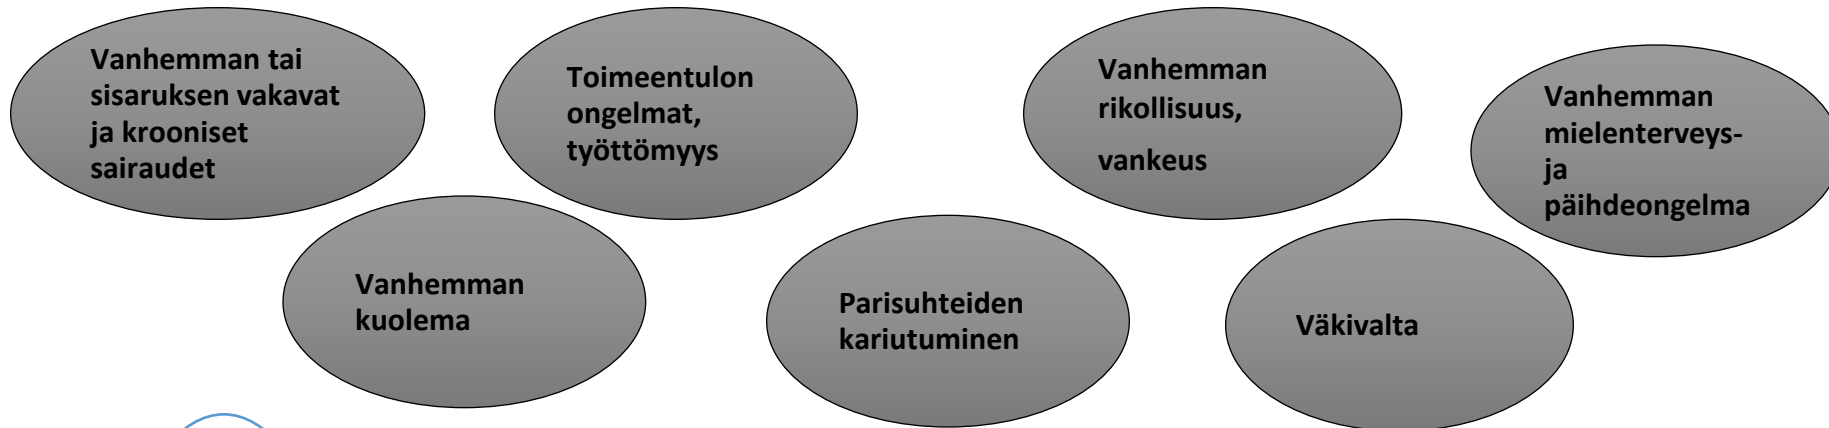 Vanhemman tai
sisaruksen vakavat
ja krooniset
sairaudet
Toimeentulon
ongelmat,
työttömyys
Vanhemman
rikollisuus,
vankeus
Vanhemman
mielenterveys-
ja
päihdeongelma
Vanhemman
kuolema
Parisuhteiden
kariutuminen
Väkivalta